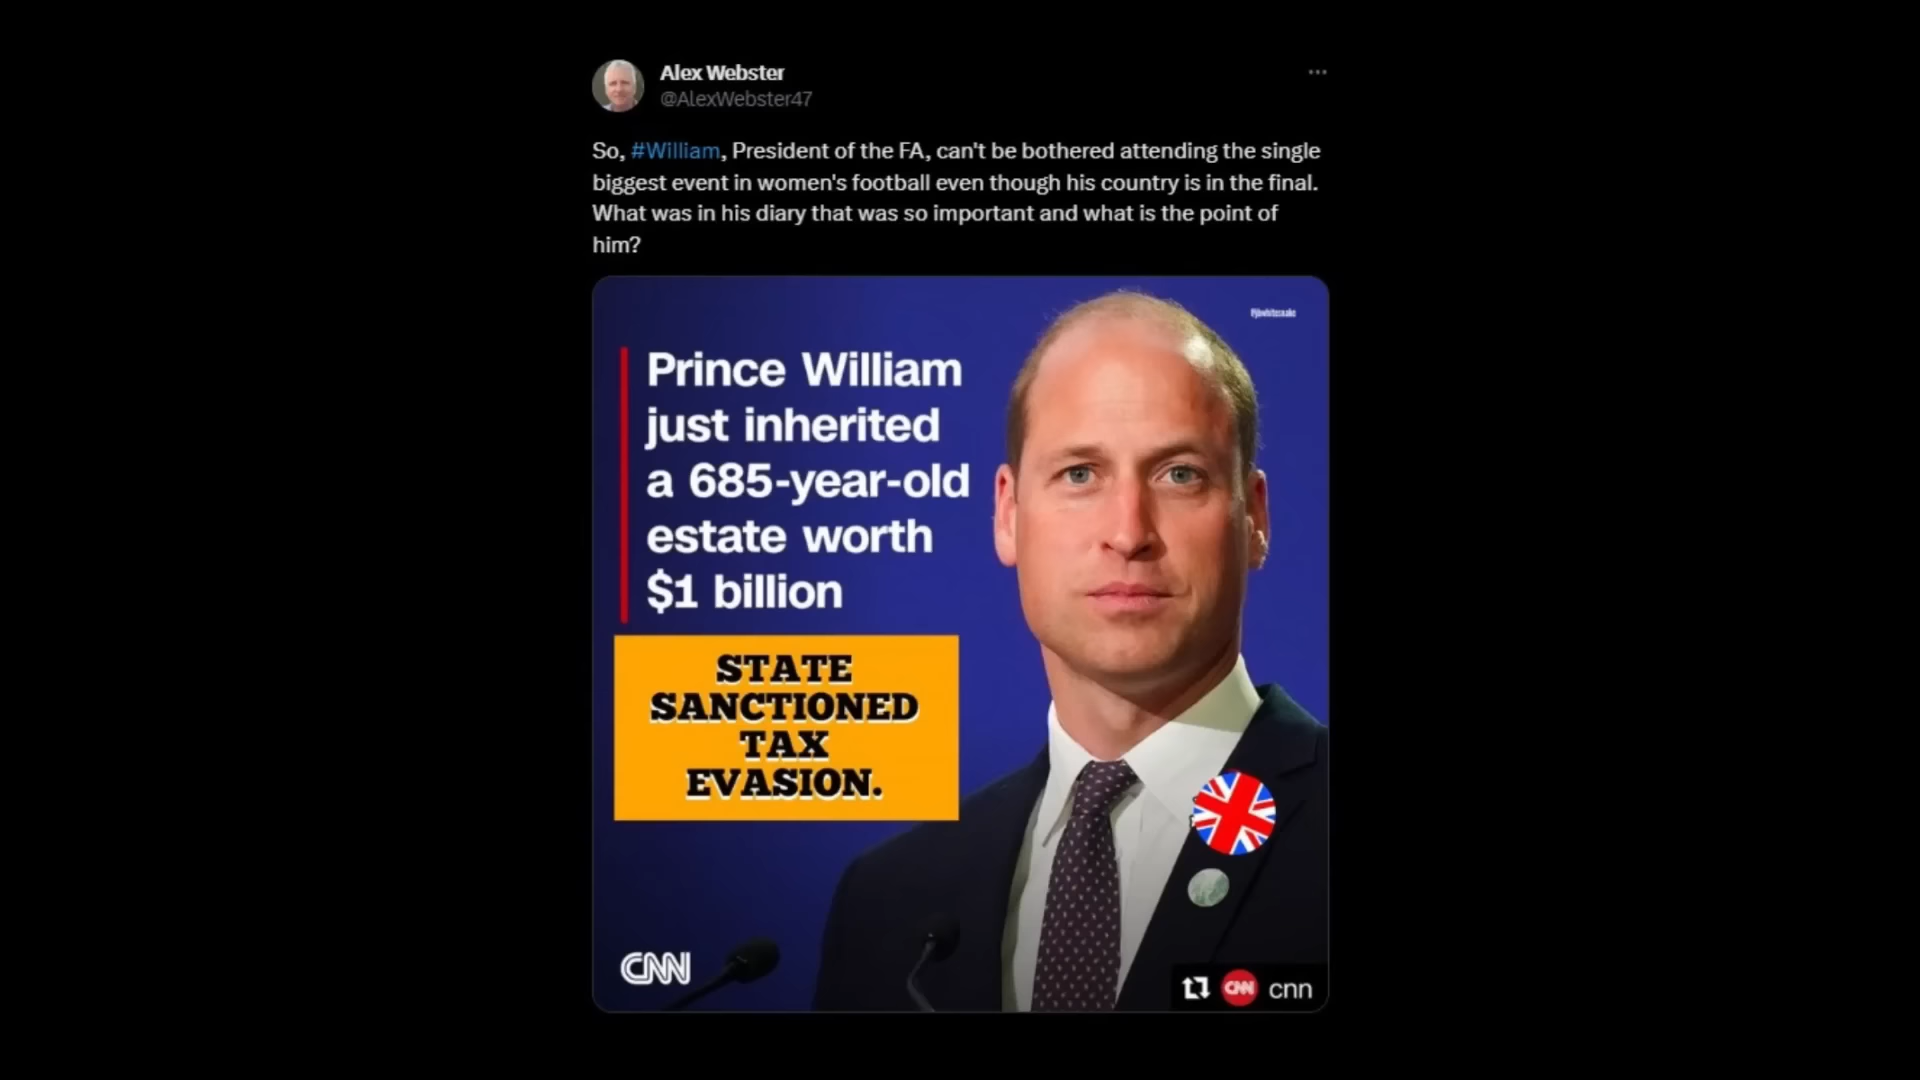 Alex Webster
@AlexWebster47
So, #William, President of the FA, can't be bothered attending the single
biggest event in women's football even though his country is in the final.
What was in his diary that was so important and what is the point of
him?
Prince William
just inherited
a 685-year-old
estate worth
$1 billion
STATE
SANCTIONED
TAX
EVASION.
CNN
CNN cnn